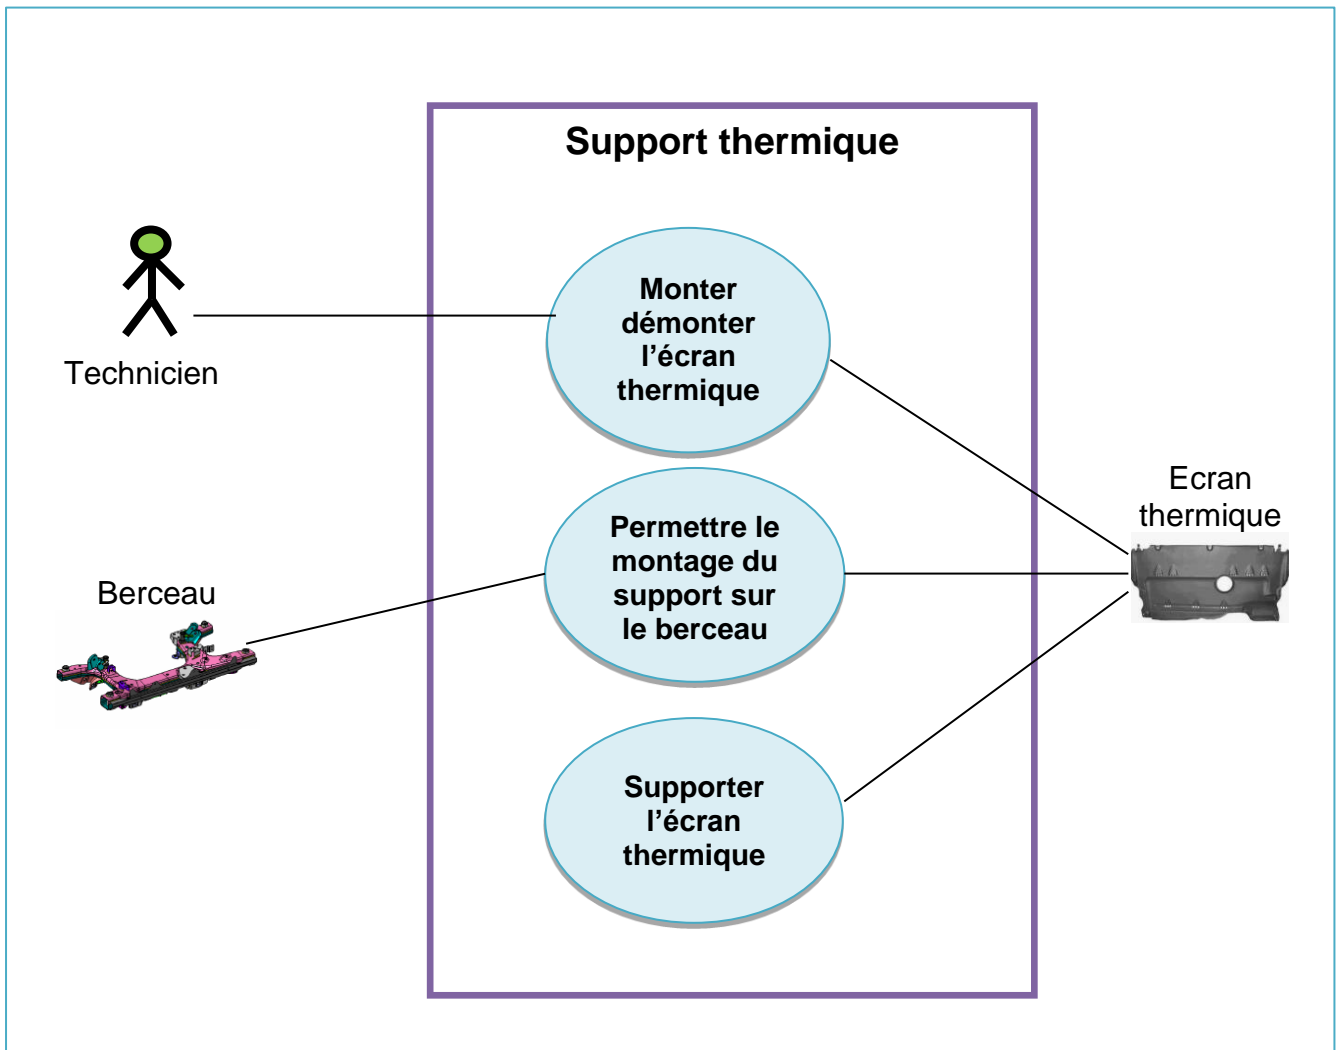 Support thermique
Monter
démonter
l’écran
thermique
Technicien
Ecran
thermique
Permettre le
montage du
support sur
le berceau
Berceau
Supporter
l’écran
thermique